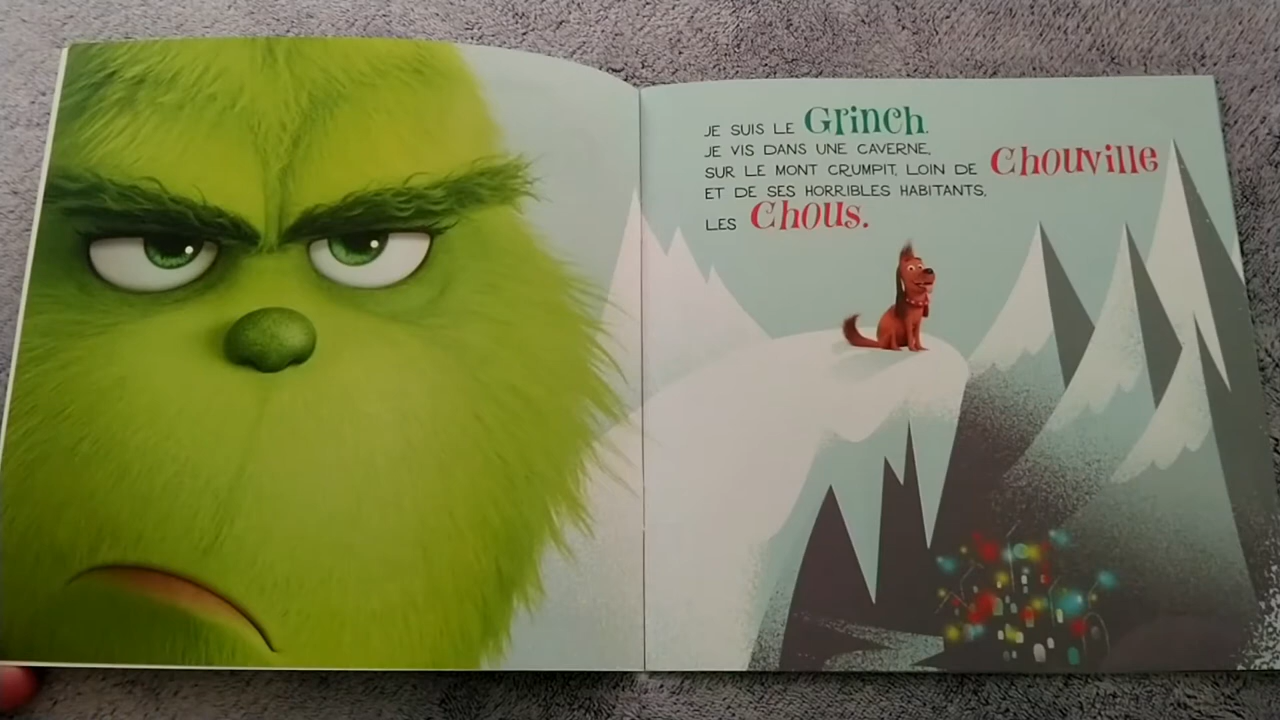 JE SUIS LE Grinch.
JE VIS DANS UNE CAVERNE,
SUR LE MONT CRUMPIT, LOIN DE Chouville
ET DE SES HORRIBLES HABITANTS,
LES Chous.